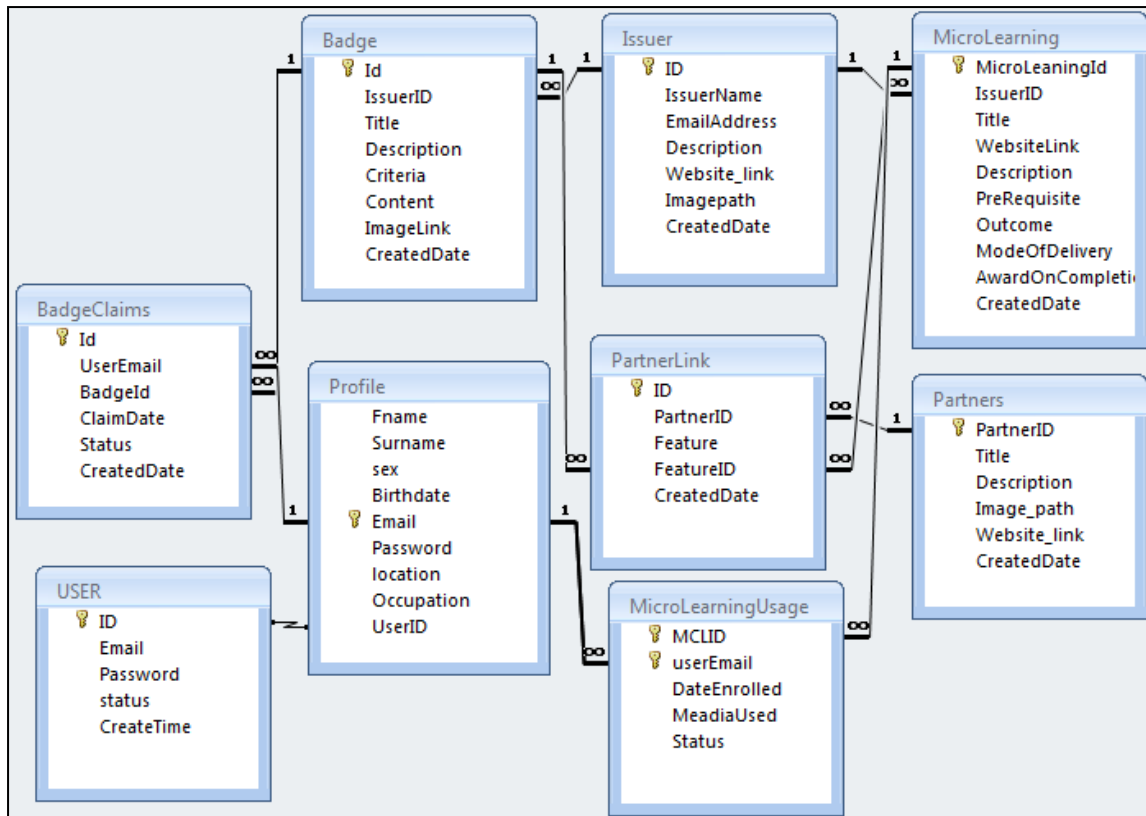 Badge
Id
IssuerID
Title
Description
Criteria
Content
ImageLink
CreatedDate
Issuer
ID
IssuerName
EmailAddress
Description
Website_link
Imagepath
CreatedDate
MicroLearning
MicroLeaningId
IssuerID
Title
WebsiteLink
Description
PreRequisite
Outcome
ModeOfDelivery
AwardOnCompletio
CreatedDate
BadgeClaims
Id
UserEmail
BadgeId
ClaimDate
Status
CreatedDate
Profile
Fname
Surname
sex
Birthdate
Email
Password
location
Occupation
UserID
PartnerLink
ID
PartnerID
Feature
FeatureID
CreatedDate
Partners
PartnerID
Title
Description
Image_path
Website_link
CreatedDate
USER
ID
Email
Password
status
CreateTime
MicroLearningUsage
MCLID
userEmail
DateEnrolled
MeadiaUsed
Status
1
1
∞
1
1
1
∞
∞
∞
∞
∞
∞
1
1
1
∞
∞